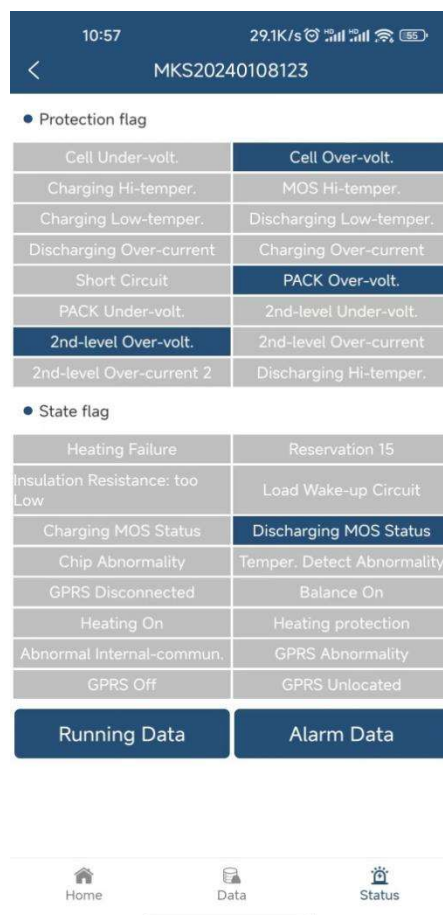 10:57 29.1K/s HD HD 55
MKS20240108123
Protection flag
Cell Under-volt. Cell Over-volt.
Charging Hi-temper. MOS Hi-temper.
Charging Low-temper. Discharging Low-temper.
Discharging Over-current Charging Over-current
Short Circuit PACK Over-volt.
PACK Under-volt. 2nd-level Under-volt.
2nd-level Over-volt. 2nd-level Over-current
2nd-level Over-current 2 Discharging Hi-temper.
State flag
Heating Failure Reservation 15
Insulation Resistance: too
Low
Load Wake-up Circuit
Charging MOS Status Discharging MOS Status
Chip Abnormality Temper. Detect Abnormality
GPRS Disconnected Balance On
Heating On Heating protection
Abnormal Internal-commun. GPRS Abnormality
GPRS Off GPRS Unlocated
Running Data Alarm Data
Home Data Status